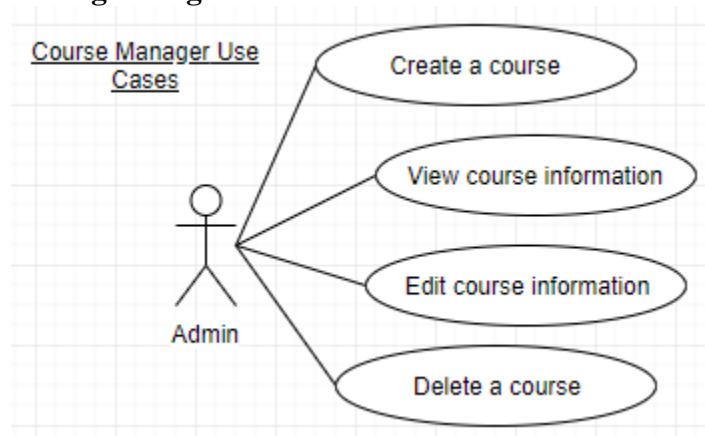 Course Manager Use
Cases
Create a course
View course information
Edit course information
Admin
Delete a course